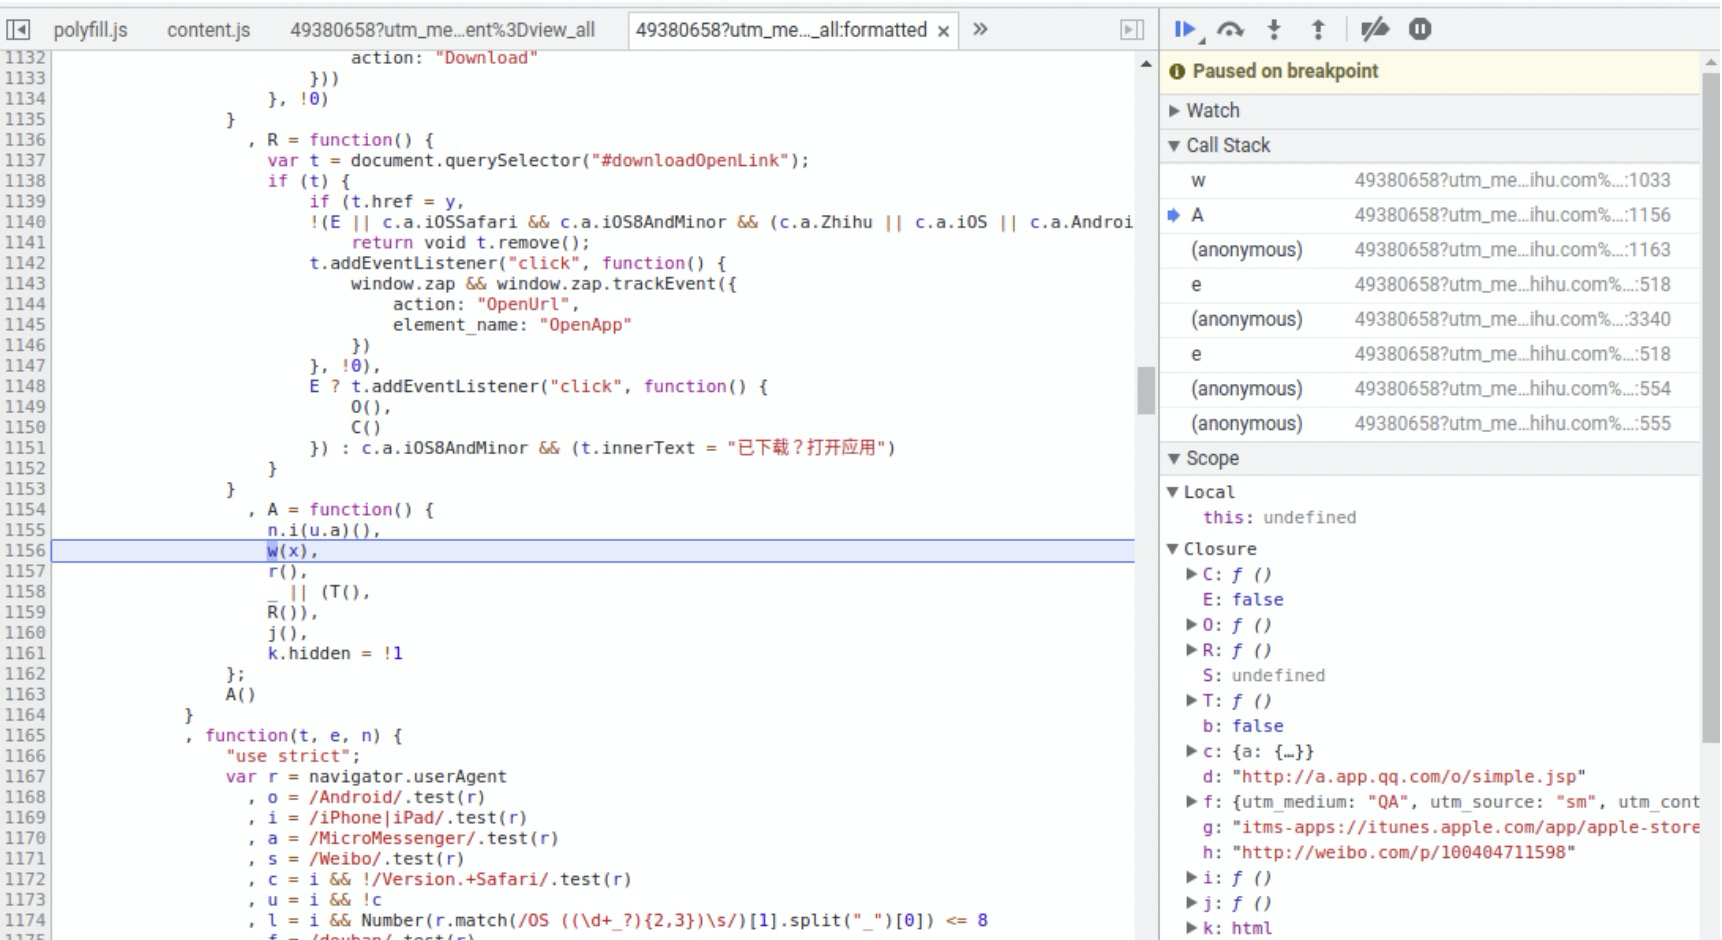 polyfill.js content.js 49380658?utm_me...ent%3Dview_all 49380658?utm_me..._all:formatted × »
1132 action: "Download"
1133 }))
1134 }, !0)
1135 }
1136 , R = function() {
1137 var t = document.querySelector("#downloadOpenLink");
1138 if (t) {
1139 if (t.href = y,
1140 !(E || c.a.iOSSafari && c.a.iOS8AndMinor && (c.a.Zhihu || c.a.iOS || c.a.Androi
1141 return void t.remove();
1142 t.addEventListener("click", function() {
1143 window.zap && window.zap.trackEvent({
1144 action: "OpenUrl",
1145 element_name: "OpenApp"
1146 })
1147 }, !0),
1148 E ? t.addEventListener("click", function() {
1149 O(),
1150 C()
1151 }) : c.a.iOS8AndMinor && (t.innerText = "已下载？打开应用")
1152 }
1153 }
1154 , A = function() {
1155 n.i(u.a)(),
1156 w(x),
1157 r(),
1158 _ || (T(),
1159 R()),
1160 j(),
1161 k.hidden = !1
1162 };
1163 A()
1164 }
1165 , function(t, e, n) {
1166 "use strict";
1167 var r = navigator.userAgent
1168 , o = /Android/.test(r)
1169 , i = /iPhone|iPad/.test(r)
1170 , a = /MicroMessenger/.test(r)
1171 , s = /Weibo/.test(r)
1172 , c = i && !/Version.+Safari/.test(r)
1173 , u = i && !c
1174 , l = i && Number(r.match(/OS ((\d+_?){2,3})\s/)[1].split("_")[0]) <= 8
1175 , f = /douban/.test(r)
Paused on breakpoint
Watch
Call Stack
w 49380658?utm_me...ihu.com%...:1033
A 49380658?utm_me...ihu.com%...:1156
(anonymous) 49380658?utm_me...ihu.com%...:1163
e 49380658?utm_me...hihu.com%...:518
(anonymous) 49380658?utm_me...ihu.com%...:3340
e 49380658?utm_me...hihu.com%...:518
(anonymous) 49380658?utm_me...hihu.com%...:554
(anonymous) 49380658?utm_me...hihu.com%...:555
Scope
Local
this: undefined
Closure
C: ƒ ()
E: false
O: ƒ ()
R: ƒ ()
S: undefined
T: ƒ ()
b: false
c: {a: {…}}
d: "http://a.app.qq.com/o/simple.jsp"
f: {utm_medium: "QA", utm_source: "sm", utm_cont
g: "itms-apps://itunes.apple.com/app/apple-store
h: "http://weibo.com/p/100404711598"
i: ƒ ()
j: ƒ ()
k: html